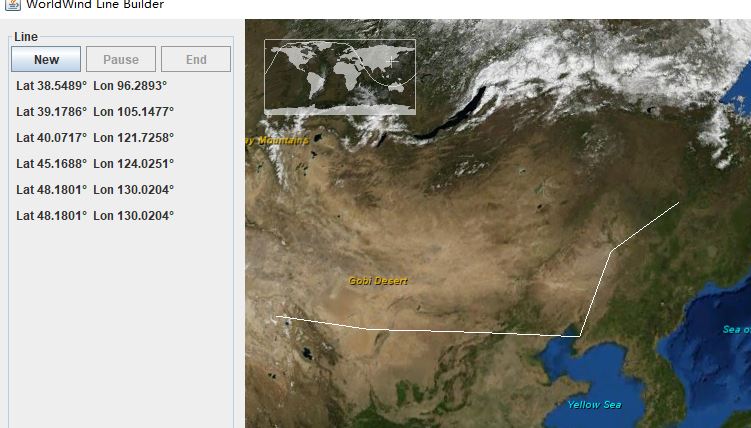 WorldWind Line Builder
Line
New Pause End
Lat 38.5489° Lon 96.2893°
Lat 39.1786° Lon 105.1477°
Lat 40.0717° Lon 121.7258°
Lat 45.1688° Lon 124.0251°
Lat 48.1801° Lon 130.0204°
Lat 48.1801° Lon 130.0204°
Mountains
Gobi Desert
Sea
Yellow Sea